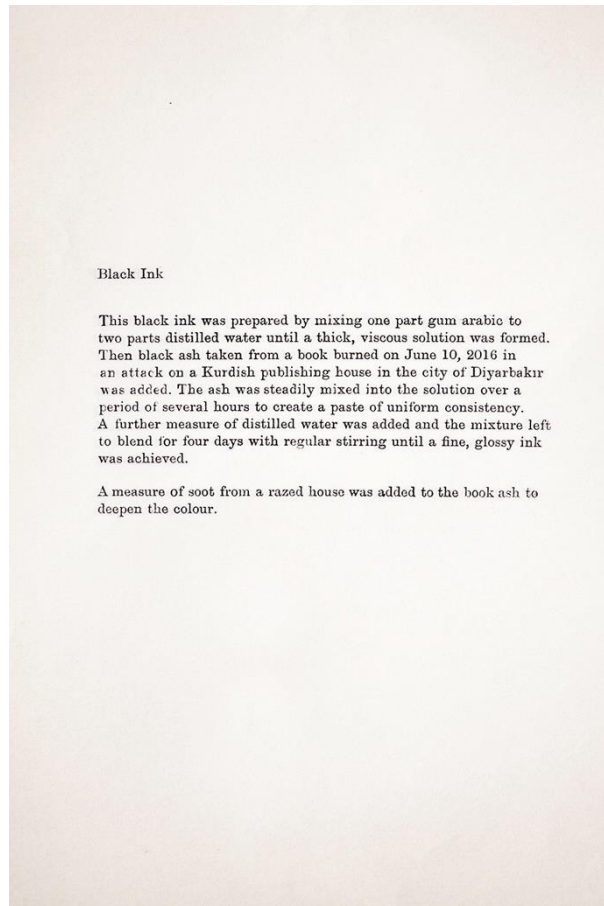 Black Ink
This black ink was prepared by mixing one part gum arabic to
two parts distilled water until a thick, viscous solution was formed.
Then black ash taken from a book burned on June 10, 2016 in
an attack on a Kurdish publishing house in the city of Diyarbakır
was added. The ash was steadily mixed into the solution over a
period of several hours to create a paste of uniform consistency.
A further measure of distilled water was added and the mixture left
to blend for four days with regular stirring until a fine, glossy ink
was achieved.
A measure of soot from a razed house was added to the book ash to
deepen the colour.